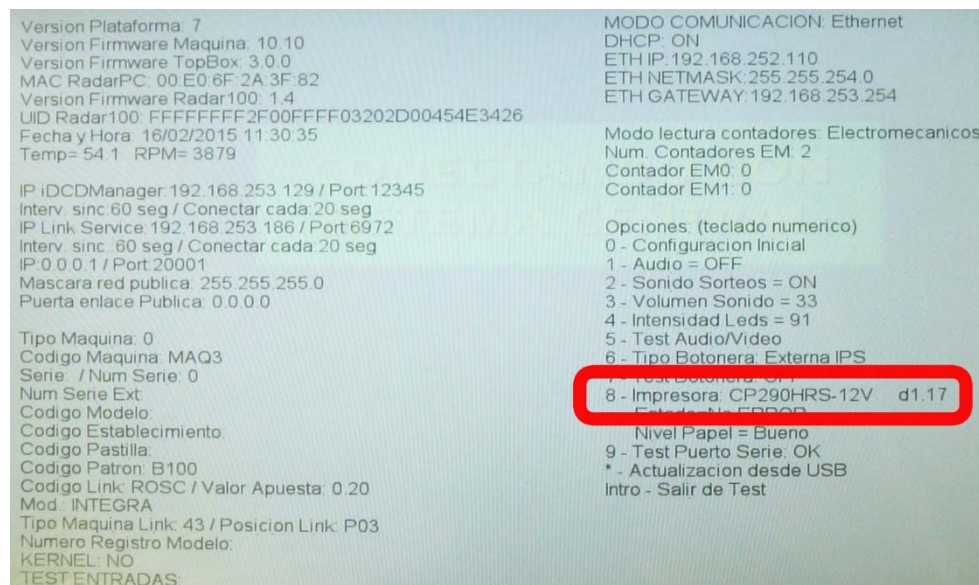 Version Plataforma: 7
Version Firmware Maquina: 10.10
Version Firmware TopBox: 3.0.0
MAC RadarPC: 00:E0:6F:2A:3F:82
Version Firmware Radar100: 1.4
UID Radar100: FFFFFFFF2F00FFFF03202D00454E3426
Fecha y Hora: 16/02/2015 11:30:35
Temp= 54.1 RPM= 3879
IP iDCDManager:192.168.253.129 / Port:12345
Interv. sinc:60 seg / Conectar cada:20 seg
IP Link Service:192.168.253.186 / Port:6972
Interv. sinc.:60 seg / Conectar cada:20 seg
IP:0.0.0.1 / Port:20001
Mascara red publica: 255.255.255.0
Puerta enlace Publica: 0.0.0.0
Tipo Maquina: 0
Codigo Maquina: MAQ3
Serie: / Num Serie: 0
Num Serie Ext:
Codigo Modelo:
Codigo Establecimiento:
Codigo Pastilla:
Codigo Patron: B100
Codigo Link: ROSC / Valor Apuesta: 0.20
Mod.: INTEGRA
Tipo Maquina Link: 43 / Posicion Link: P03
Numero Registro Modelo:
KERNEL: NO
TEST ENTRADAS:
MODO COMUNICACION: Ethernet
DHCP: ON
ETH IP:192.168.252.110
ETH NETMASK:255.255.254.0
ETH GATEWAY:192.168.253.254
Modo lectura contadores: Electromecanicos
Num. Contadores EM: 2
Contador EM0: 0
Contador EM1: 0
Opciones: (teclado numerico)
0 - Configuracion Inicial
1 - Audio = OFF
2 - Sonido Sorteos = ON
3 - Volumen Sonido = 33
4 - Intensidad Leds = 91
5 - Test Audio/Video
6 - Tipo Botonera: Externa IPS
7 - Test Botonera: OFF
8 - Impresora: CP290HRS-12V d1.17
ERROR
Nivel Papel = Bueno
9 - Test Puerto Serie: OK
* - Actualizacion desde USB
Intro - Salir de Test